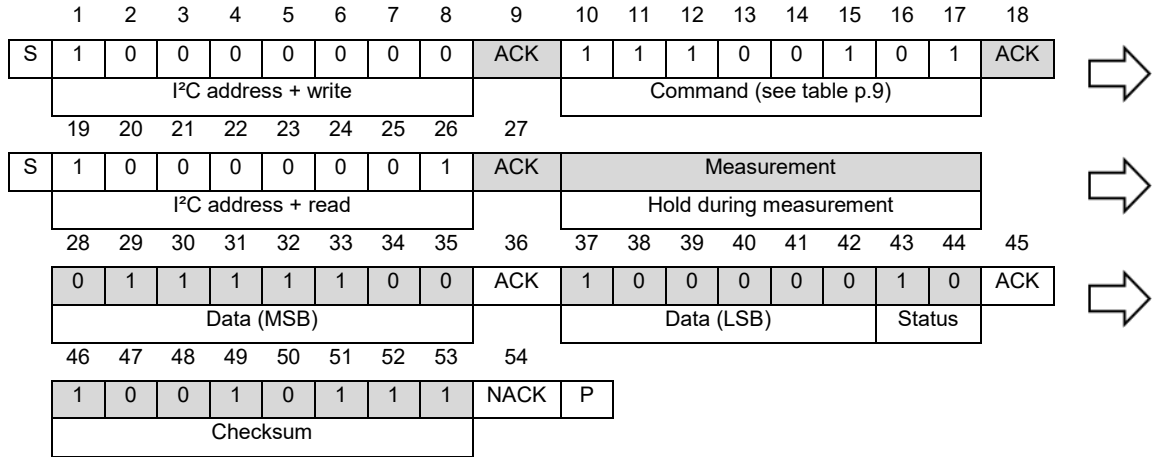 1 2 3 4 5 6 7 8 9 10 11 12 13 14 15 16 17 18
S 1 0 0 0 0 0 0 0 ACK 1 1 1 0 0 1 0 1 ACK
I²C address + write Command (see table p.9)
19 20 21 22 23 24 25 26 27
S 1 0 0 0 0 0 0 1 ACK Measurement
I²C address + read Hold during measurement
28 29 30 31 32 33 34 35 36 37 38 39 40 41 42 43 44 45
0 1 1 1 1 1 0 0 ACK 1 0 0 0 0 0 1 0 ACK
Data (MSB) Data (LSB) Status
46 47 48 49 50 51 52 53 54
1 0 0 1 0 1 1 1 NACK P
Checksum